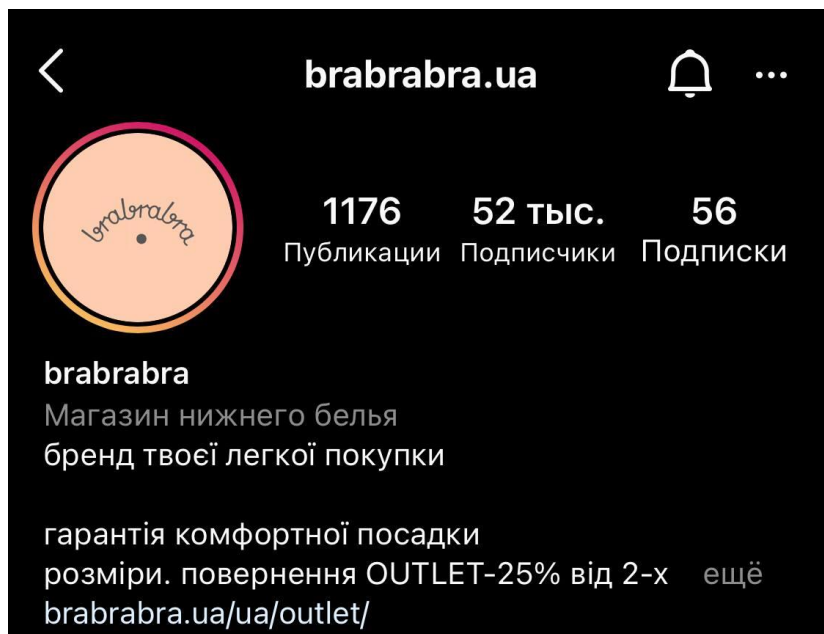 brabrabra.ua
brabrabra
1176 52 тыс. 56
Публикации Подписчики Подписки
brabrabra
Магазин нижнего белья
бренд твоєї легкої покупки
гарантія комфортної посадки
розміри. повернення OUTLET-25% від 2-х ещё
brabrabra.ua/ua/outlet/